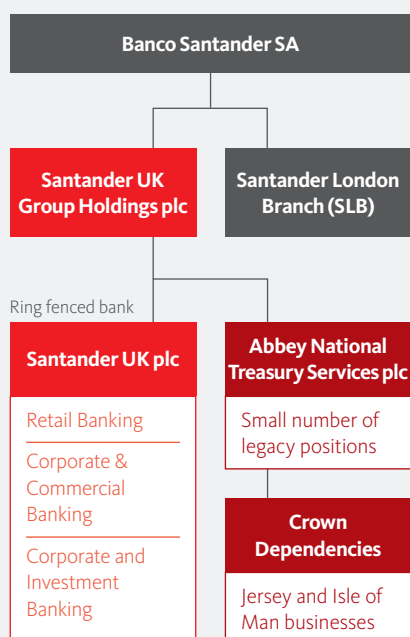 Banco Santander SA
Santander UK
Group Holdings plc
Santander London
Branch (SLB)
Ring fenced bank
Santander UK plc
Retail Banking
Corporate &
Commercial
Banking
Corporate and
Investment
Banking
Abbey National
Treasury Services plc
Small number of
legacy positions
Crown
Dependencies
Jersey and Isle of
Man businesses